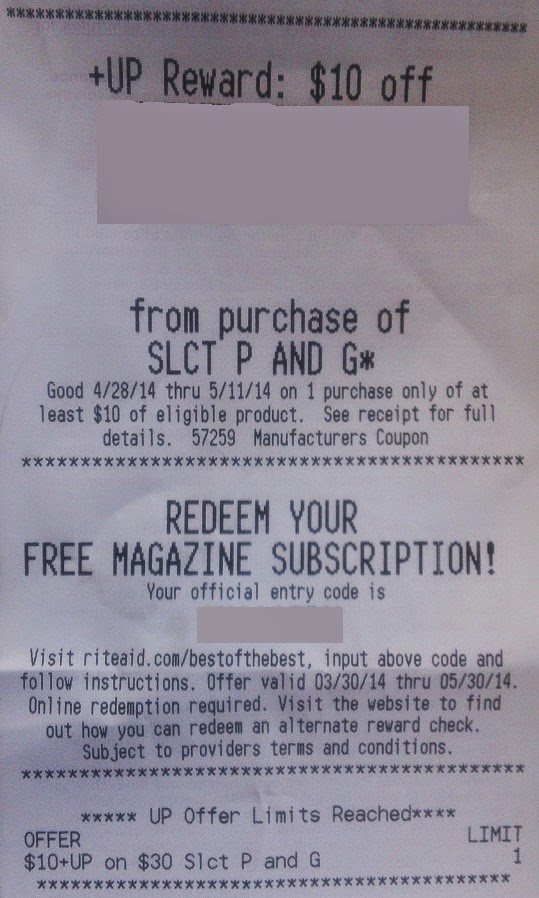 ********************************************
+UP Reward: $10 off
from purchase of
SLCT P AND G*
Good 4/28/14 thru 5/11/14 on 1 purchase only of at
least $10 of eligible product. See receipt for full
details. 57259 Manufacturers Coupon
********************************************
REDEEM YOUR
FREE MAGAZINE SUBSCRIPTION!
Your official entry code is
Visit riteaid.com/bestofthebest, input above code and
follow instructions. Offer valid 03/30/14 thru 05/30/14.
Online redemption required. Visit the website to find
out how you can redeem an alternate reward check.
Subject to providers terms and conditions.
********************************************
***** UP Offer Limits Reached****
OFFER LIMIT
$10+UP on $30 Slct P and G 1
******************************************